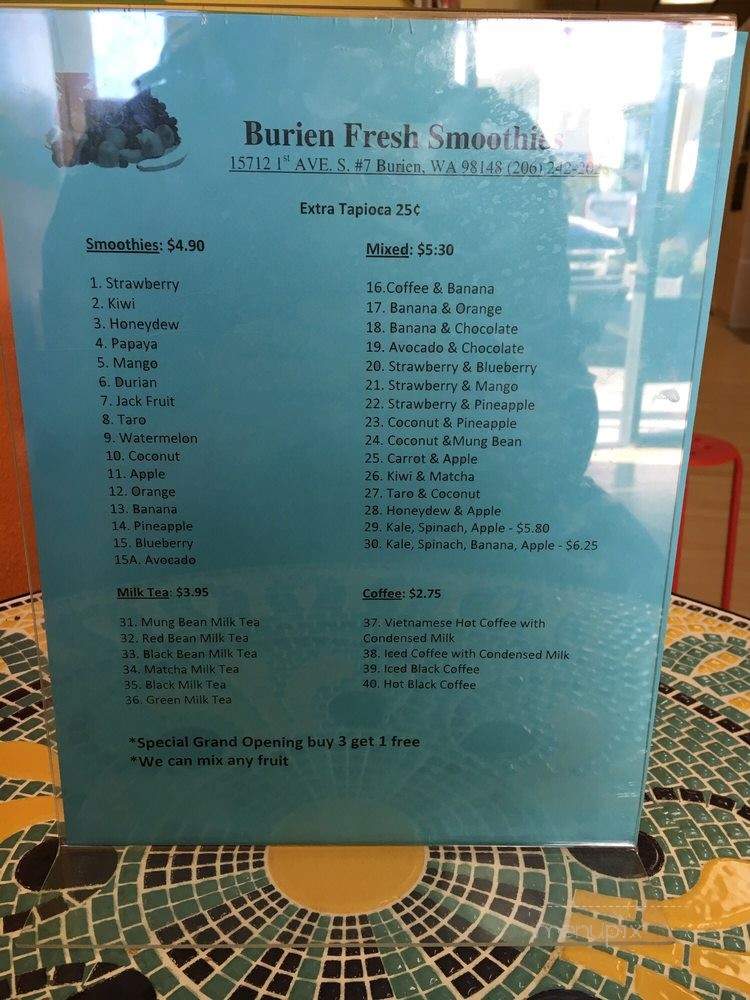 Burien Fresh Smoothies
15712 1st AVE. S. #7 Burien, WA 98148 (206) 242-
Extra Tapioca 25¢
Smoothies: $4.90
1. Strawberry
2. Kiwi
3. Honeydew
4. Papaya
5. Mango
6. Durian
7. Jack Fruit
8. Taro
9. Watermelon
10. Coconut
11. Apple
12. Orange
13. Banana
14. Pineapple
15. Blueberry
15A. Avocado
Mixed: $5:30
16.Coffee & Banana
17. Banana & Orange
18. Banana & Chocolate
19. Avocado & Chocolate
20. Strawberry & Blueberry
21. Strawberry & Mango
22. Strawberry & Pineapple
23. Coconut & Pineapple
24. Coconut &Mung Bean
25. Carrot & Apple
26. Kiwi & Matcha
27. Taro & Coconut
28. Honeydew & Apple
29. Kale, Spinach, Apple - $5.80
30. Kale, Spinach, Banana, Apple - $6.25
Milk Tea: $3.95
31. Mung Bean Milk Tea
32. Red Bean Milk Tea
33. Black Bean Milk Tea
34. Matcha Milk Tea
35. Black Milk Tea
36. Green Milk Tea
Coffee: $2.75
37. Vietnamese Hot Coffee with
Condensed Milk
38. Iced Coffee with Condensed Milk
39. Iced Black Coffee
40. Hot Black Coffee
*Special Grand Opening buy 3 get 1 free
*We can mix any fruit
menupix